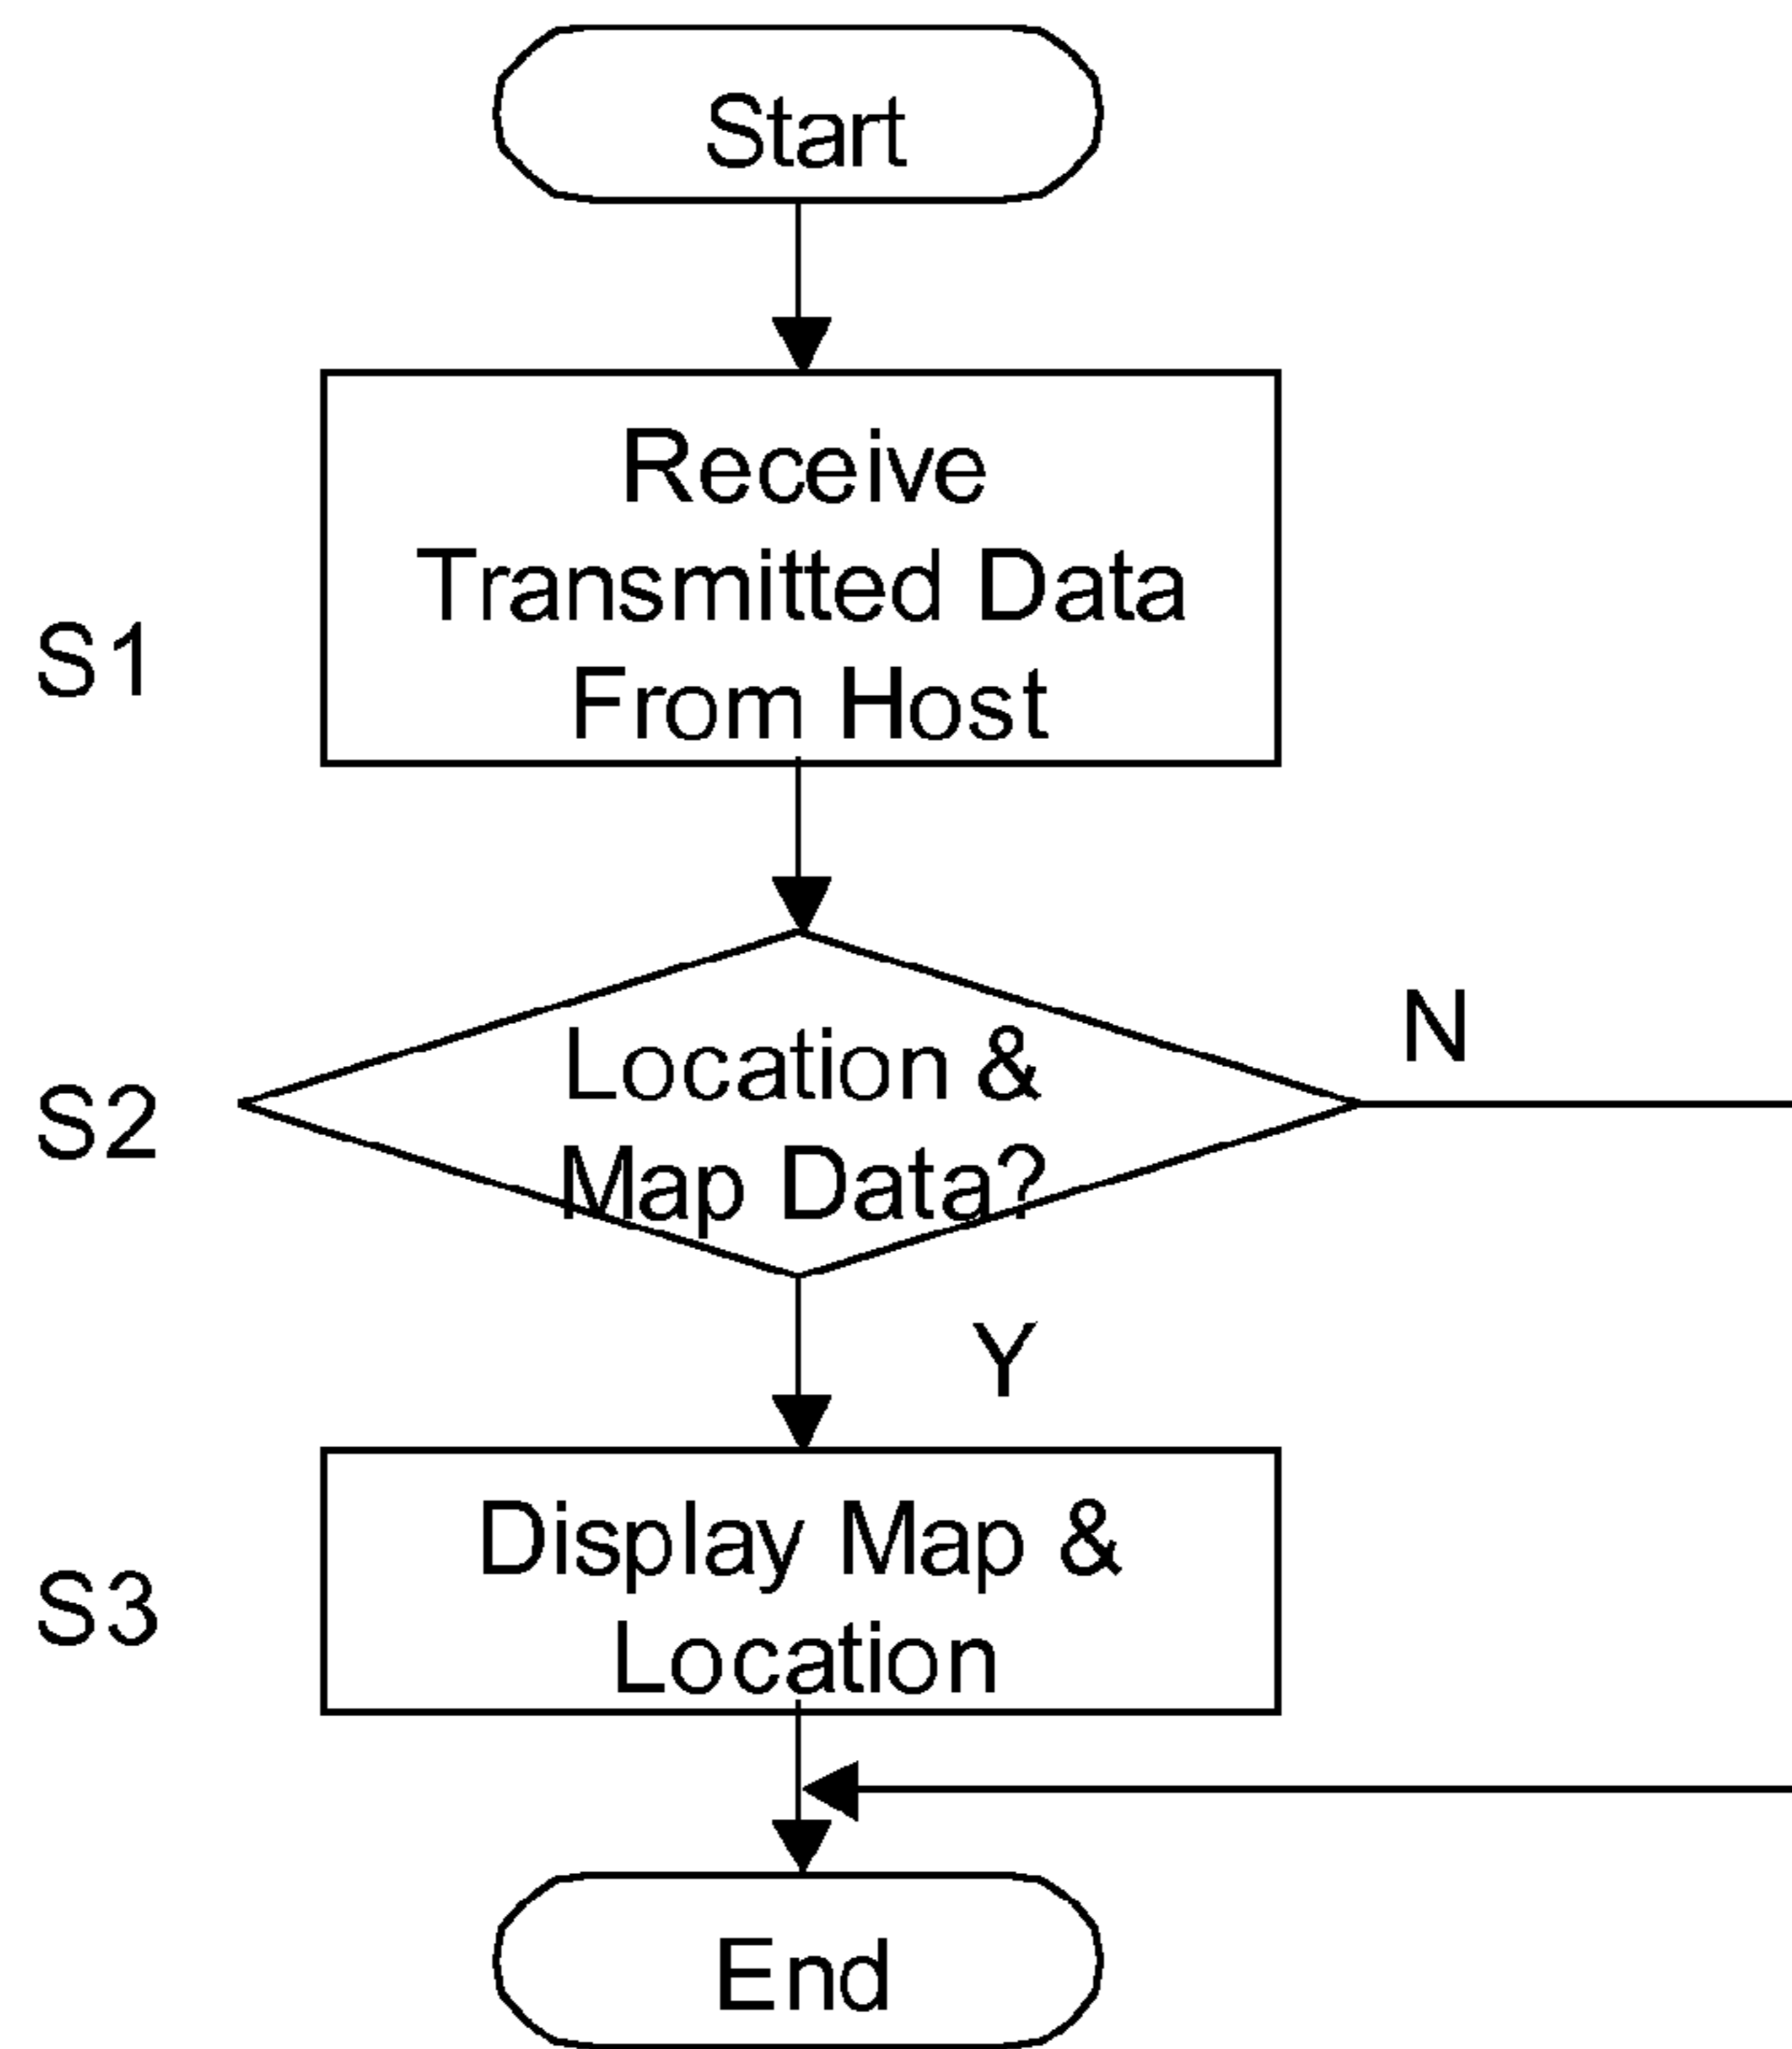 Start
S1
Receive
Transmitted Data
From Host
S2
Location &
Map Data?
N
Y
S3
Display Map &
Location
End